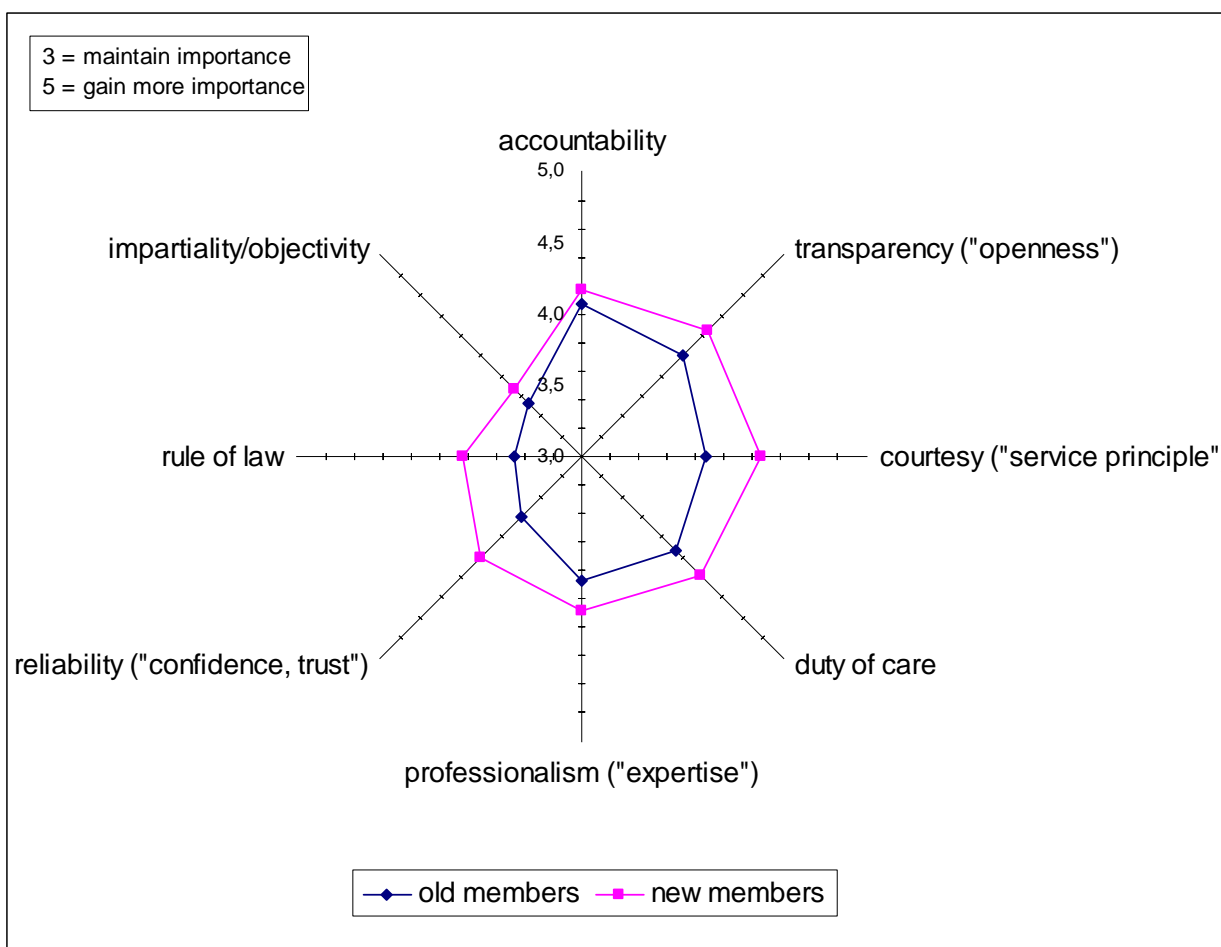 3 = maintain importance
5 = gain more importance
accountability
5,0
4,5
4,0
3,5
3,0
impartiality/objectivity
transparency ("openness")
rule of law
courtesy ("service principle"
reliability ("confidence, trust")
duty of care
professionalism ("expertise")
old members
new members